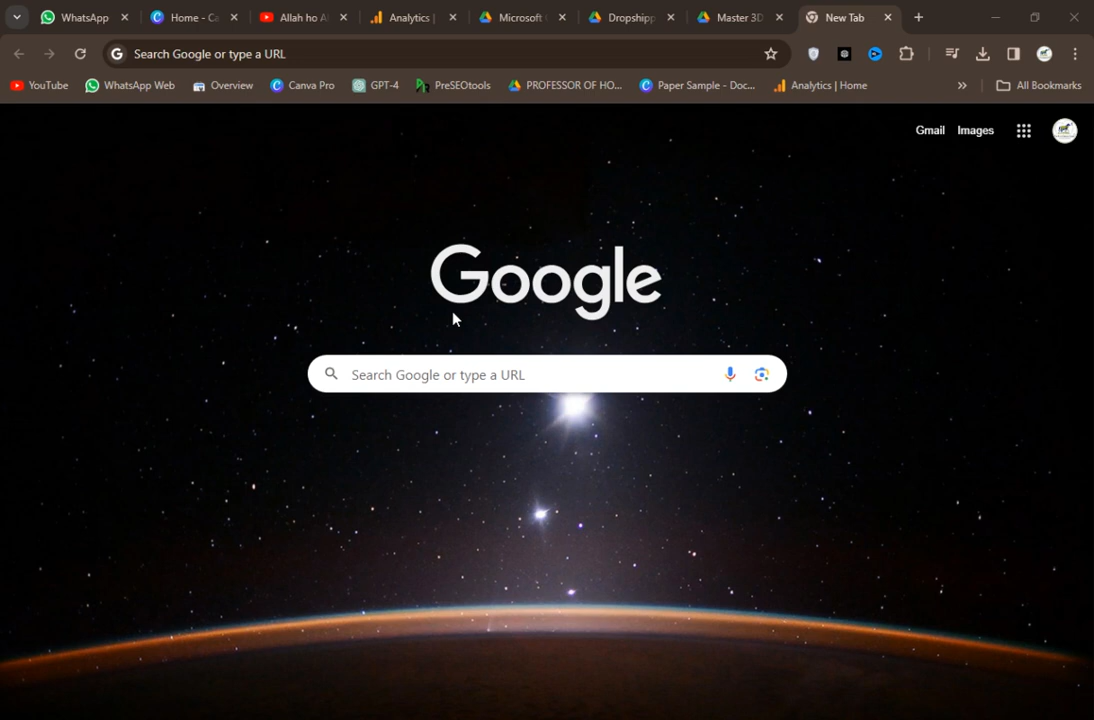 WhatsApp
Home - Ca
Allah ho Al
Analytics |
Microsoft
Dropshipp
Master 3D
New Tab
Search Google or type a URL
YouTube
WhatsApp Web
Overview
Canva Pro
GPT-4
PreSEOtools
PROFESSOR OF HO...
Paper Sample - Doc...
Analytics | Home
All Bookmarks
Gmail
Images
Google
Search Google or type a URL